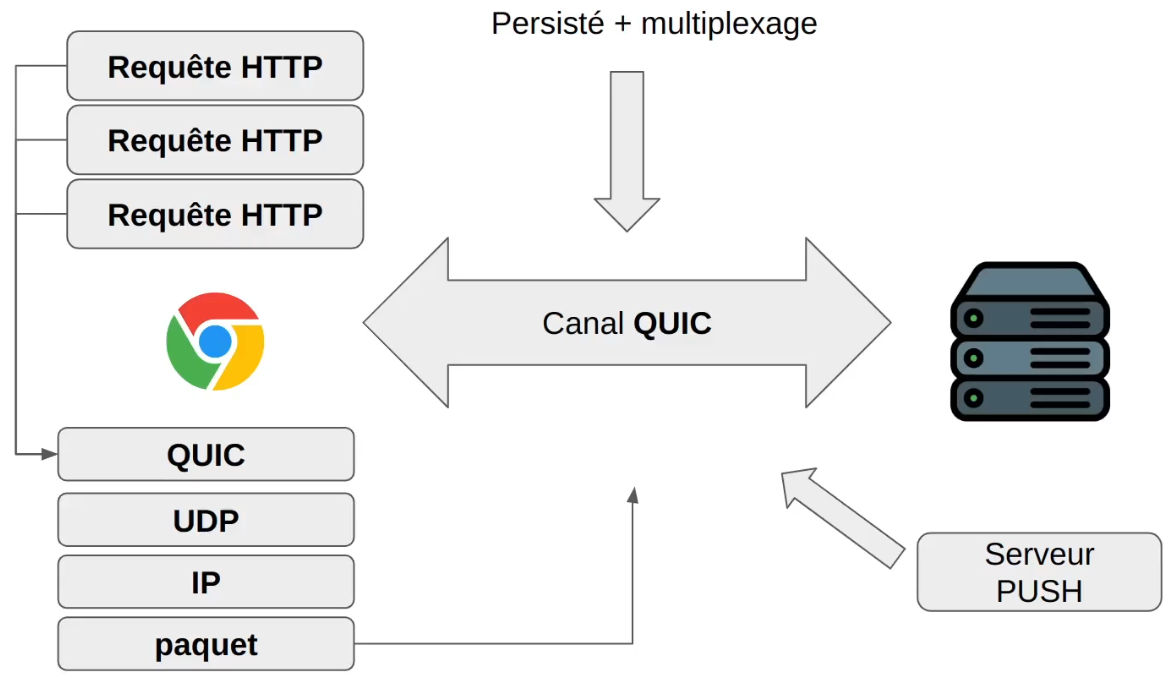 Persisté + multiplexage
Requête HTTP
Requête HTTP
Requête HTTP
Canal QUIC
QUIC
UDP
IP
paquet
Serveur
PUSH